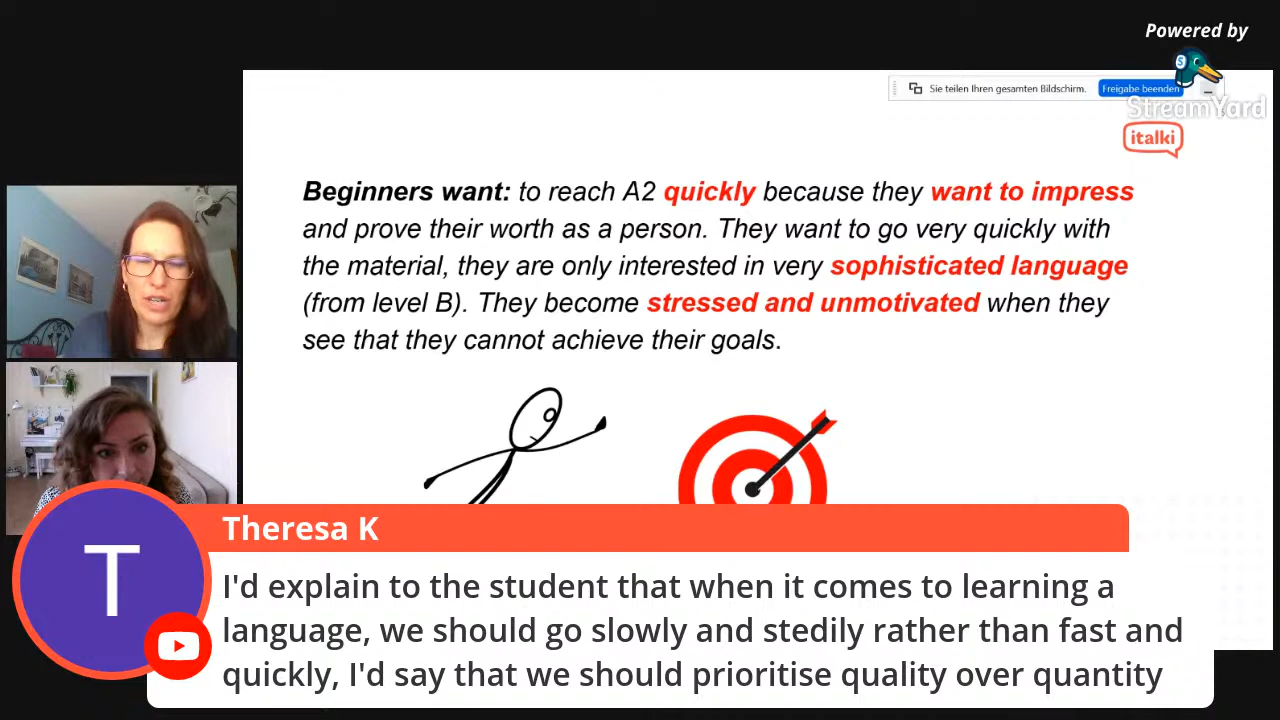 Powered by
StreamYard
Sie teilen Ihren gesamten Bildschirm.
Freigabe beenden
italki
Beginners want: to reach A2 quickly because they want to impress
and prove their worth as a person. They want to go very quickly with
the material, they are only interested in very sophisticated language
(from level B). They become stressed and unmotivated when they
see that they cannot achieve their goals.
T
Theresa K
I'd explain to the student that when it comes to learning a
language, we should go slowly and stedily rather than fast and
quickly, I'd say that we should prioritise quality over quantity